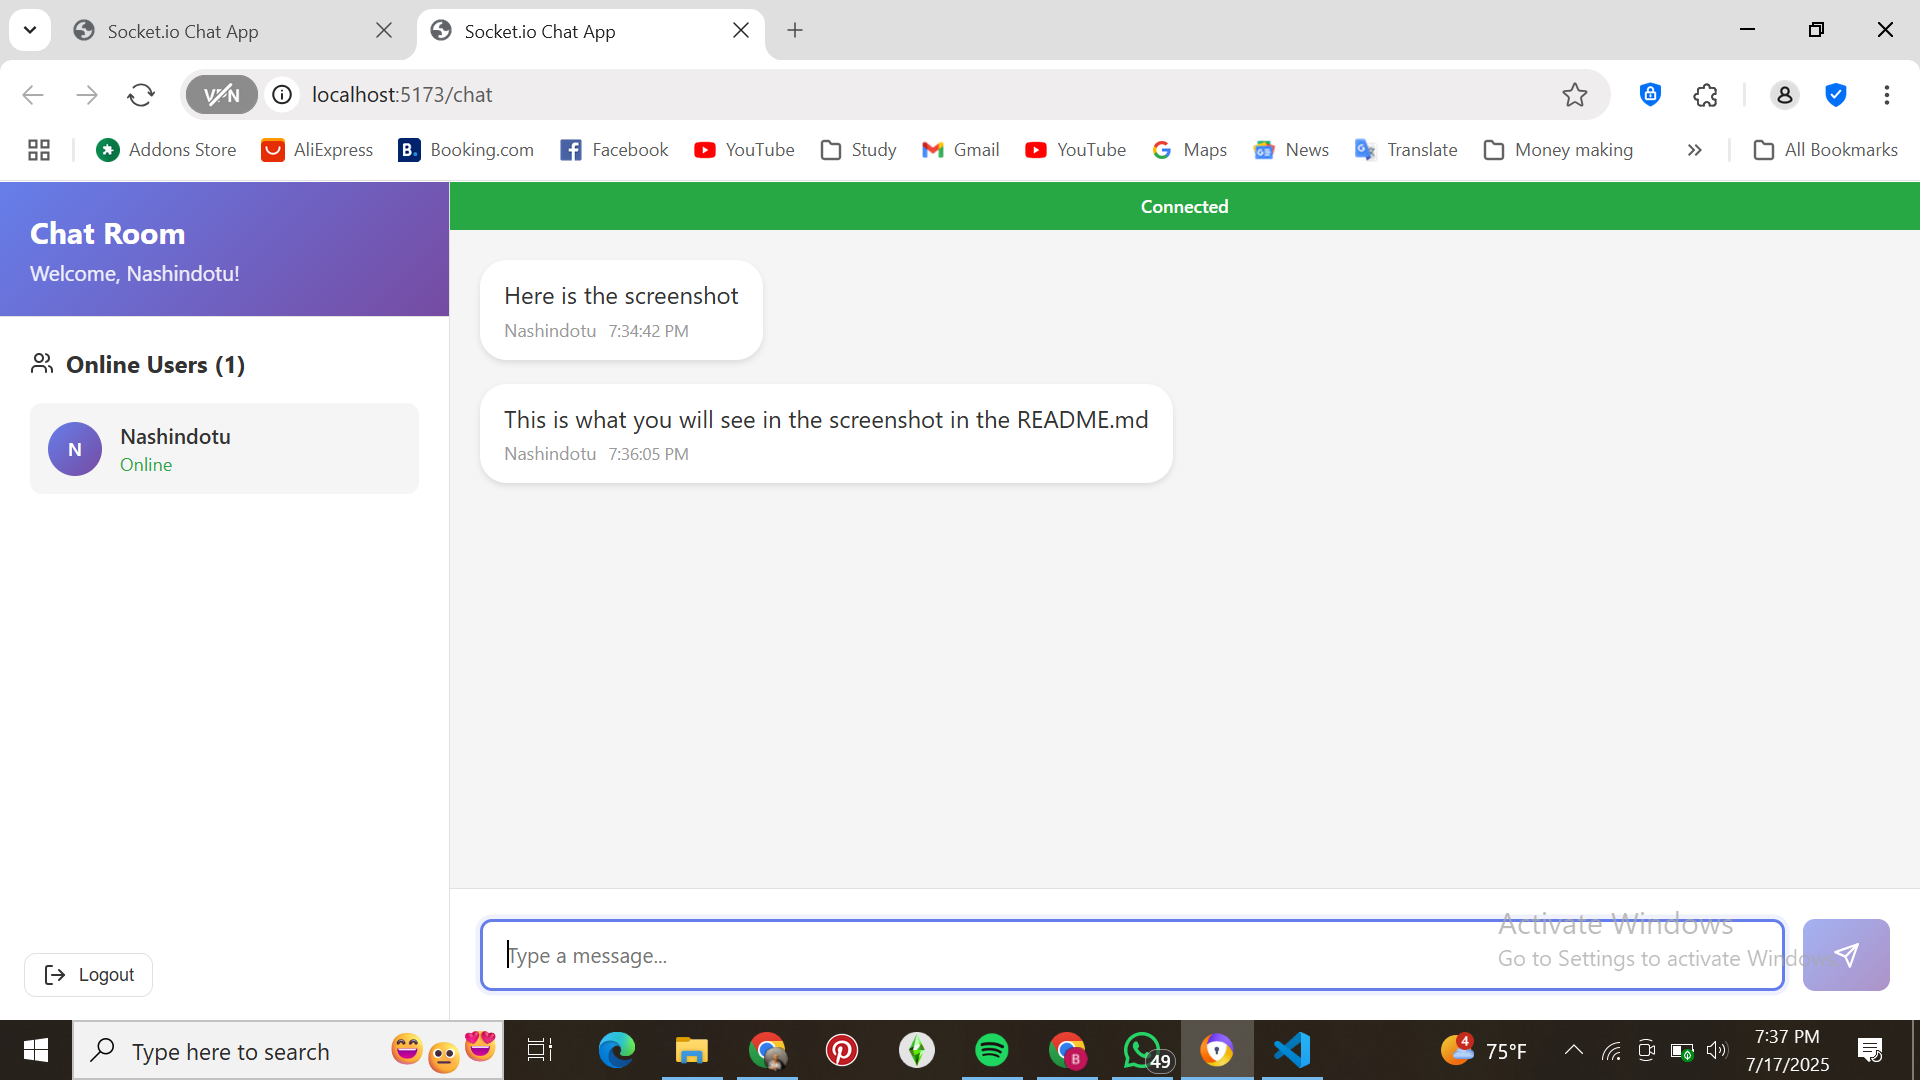 Socket.io Chat App
Socket.io Chat App
VPN
localhost:5173/chat
Addons Store
AliExpress
B.
Booking.com
Facebook
YouTube
Study
Gmail
YouTube
Maps
News
Translate
Money making
All Bookmarks
Chat Room
Welcome, Nashindotu!
Connected
Here is the screenshot
Nashindotu 7:34:42 PM
Online Users (1)
N
Nashindotu
Online
This is what you will see in the screenshot in the README.md
Nashindotu 7:36:05 PM
Activate Windows
Go to Settings to activate Windows.
Type a message...
Logout
Type here to search
B
49
4
75°F
7:37 PM
7/17/2025